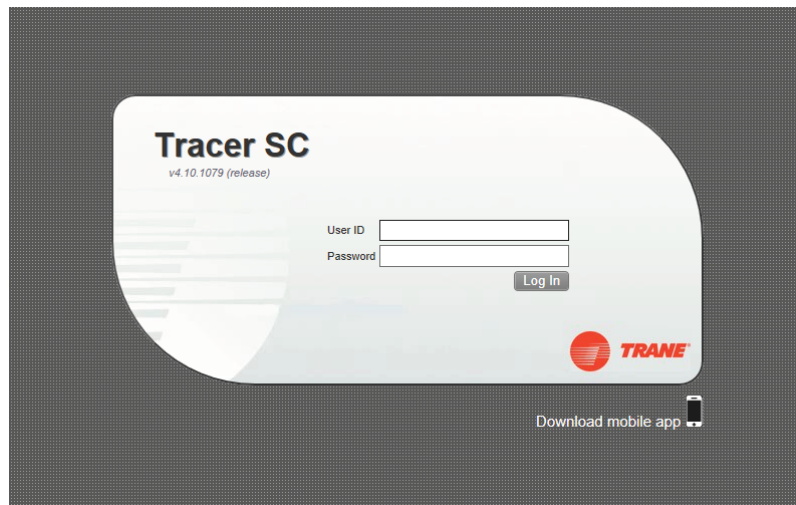 Tracer SC
v4.10.1079 (release)
User ID
Password
Log In
TRANE
Download mobile app